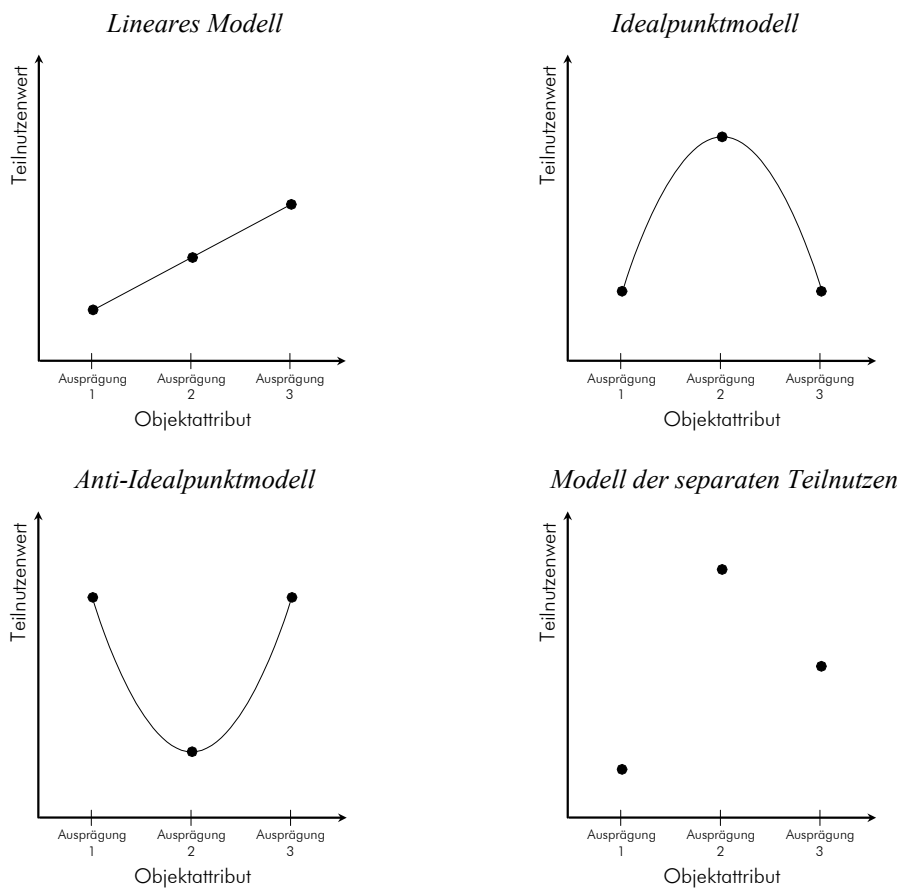 Lineares Modell
Teilnutzenwert
Ausprägung
1
Ausprägung
2
Ausprägung
3
Objektattribut
Idealpunktmodell
Teilnutzenwert
Ausprägung
1
Ausprägung
2
Ausprägung
3
Objektattribut
Anti-Idealpunktmodell
Teilnutzenwert
Ausprägung
1
Ausprägung
2
Ausprägung
3
Objektattribut
Modell der separaten Teilnutzen
Teilnutzenwert
Ausprägung
1
Ausprägung
2
Ausprägung
3
Objektattribut